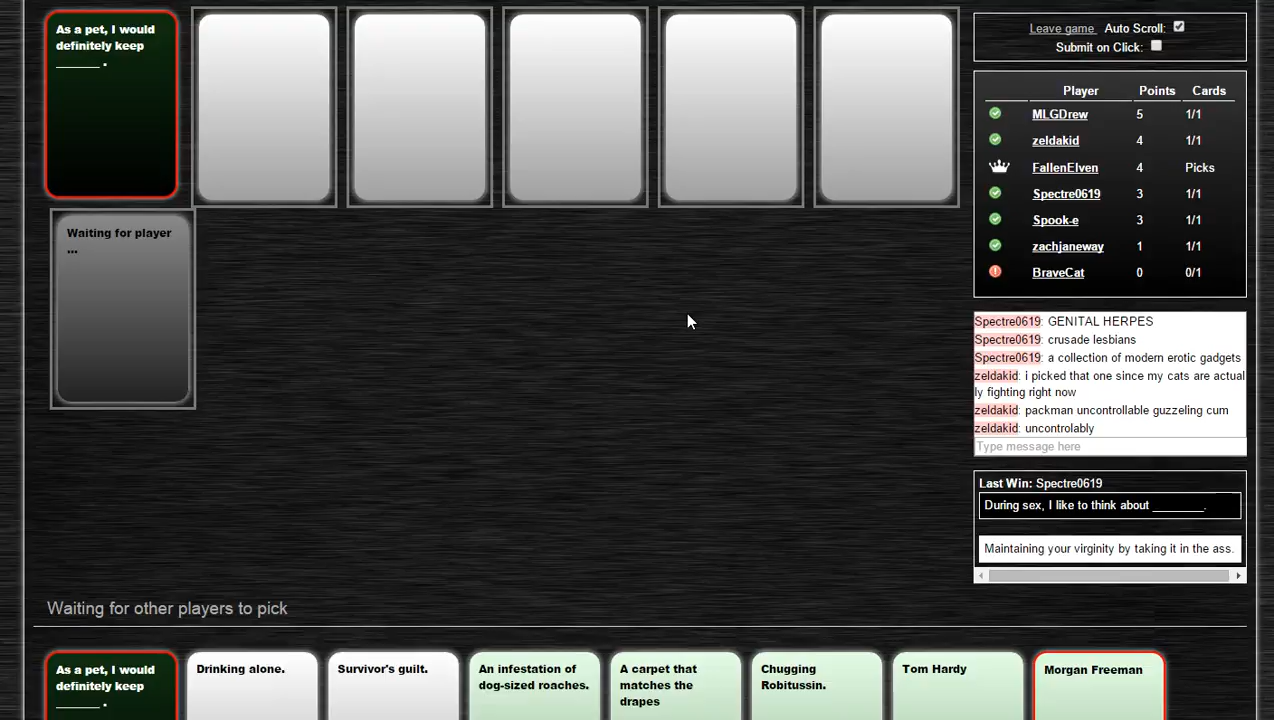 As a pet, I would
definitely keep
______ .
Waiting for player
...
Leave game Auto Scroll:
Submit on Click:
Player Points Cards
MLGDrew 5 1/1
zeldakid 4 1/1
FallenElven 4 Picks
Spectre0619 3 1/1
Spook-e 3 1/1
zachjaneway 1 1/1
BraveCat 0 0/1
Spectre0619: GENITAL HERPES
Spectre0619: crusade lesbians
Spectre0619: a collection of modern erotic gadgets
zeldakid: i picked that one since my cats are actual
ly fighting right now
zeldakid: packman uncontrollable guzzeling cum
zeldakid: uncontrolably
Type message here
Last Win: Spectre0619
During sex, I like to think about ________.
Maintaining your virginity by taking it in the ass.
Waiting for other players to pick
As a pet, I would
definitely keep
______ .
Drinking alone.
Survivor's guilt.
An infestation of
dog-sized roaches.
A carpet that
matches the
drapes
Chugging
Robitussin.
Tom Hardy
Morgan Freeman